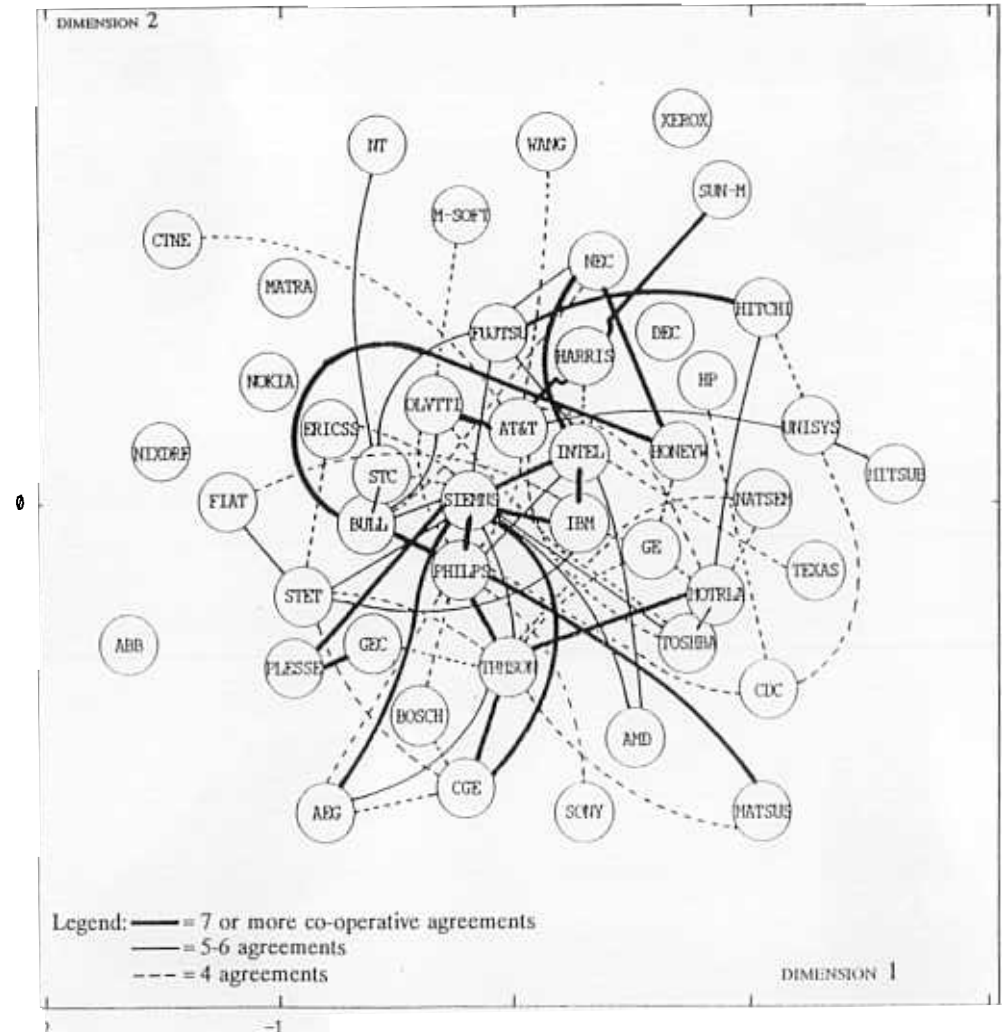 DIMENSION 2
XEROX
NT
WANG
SUN-M
M-SOFT
CTNE
NEC
MATRA
HITCHI
FUJTSU
DEC
HARRIS
HP
NOKIA
OLVTTI
ERICSS
AT&T
UNISYS
NIXDRF
INTEL
HONEYW
STC
MITSUB
FIAT
SIEMNS
NATSEM
0
BULL
IBM
GE
PHILPS
TEXAS
STET
MOTRLA
ABB
GEC
TOSHBA
PLESSE
THMSON
CDC
BOSCH
AMD
CGE
AEG
SONY
MATSUS
Legend: = 7 or more co-operative agreements
= 5-6 agreements
= 4 agreements
DIMENSION 1
-1